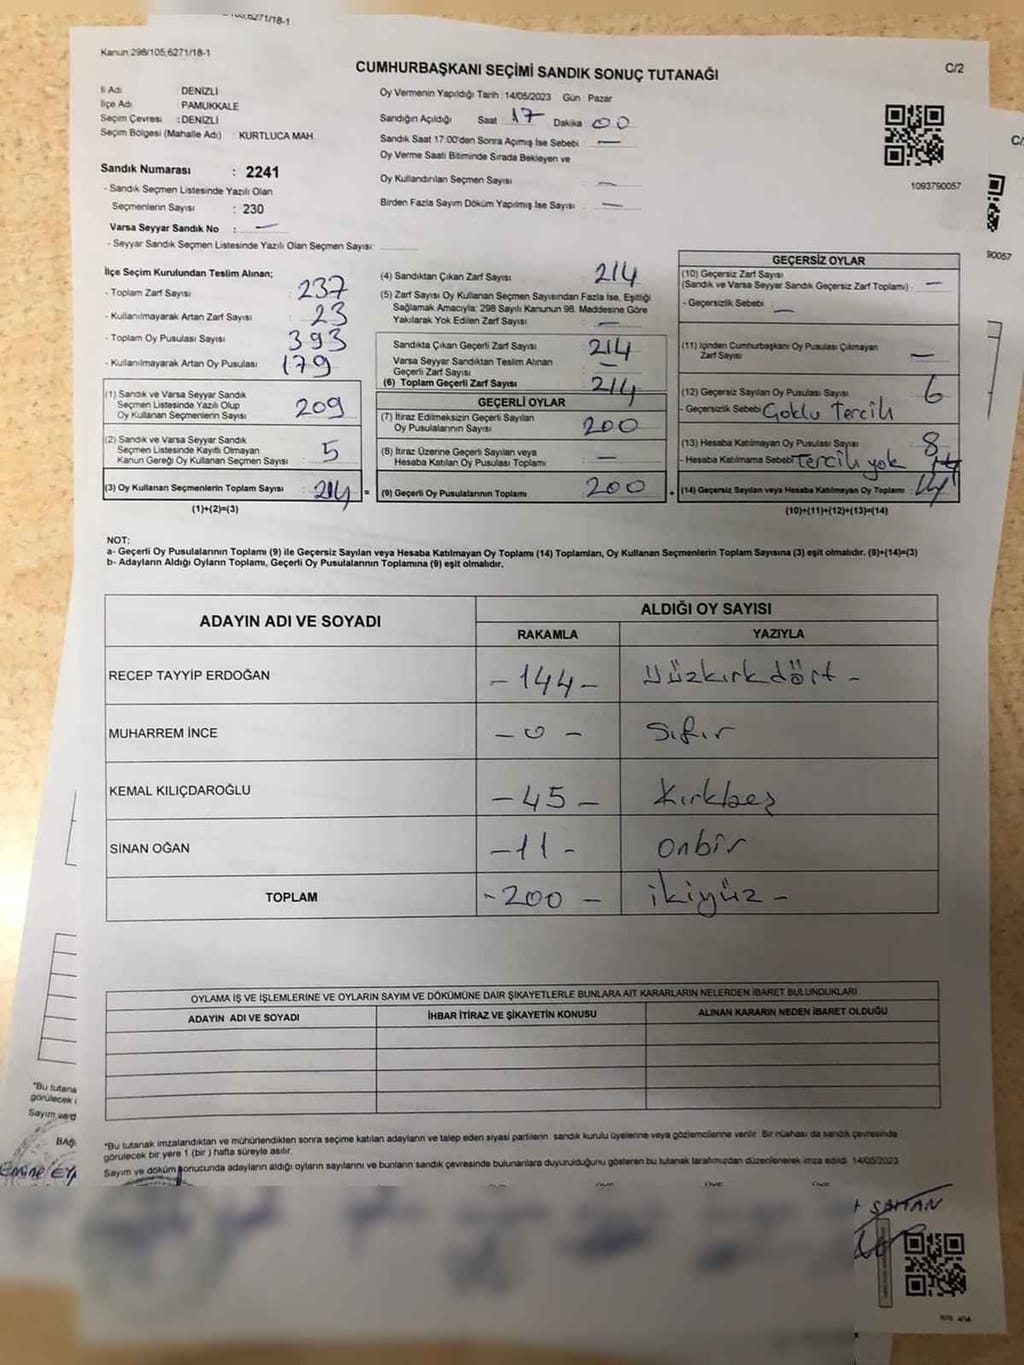 00,6271/18-1
Kanun:298/105;6271/18-1
C/2
CUMHURBAŞKANI SEÇİMİ SANDIK SONUÇ TUTANAĞI
İl Adı : DENİZLİ
İlçe Adı : PAMUKKALE
Seçim Çevresi : DENİZLİ
Seçim Bölgesi (Mahalle Adı) : KURTLUCA MAH.
Sandık Numarası : 2241
- Sandık Seçmen Listesinde Yazılı Olan
Seçmenlerin Sayısı : 230
Varsa Seyyar Sandık No : —
- Seyyar Sandık Seçmen Listesinde Yazılı Olan Seçmen Sayısı:
Oy Vermenin Yapıldığı Tarih :14/05/2023 Gün : Pazar
Sandığın Açıldığı Saat 17 Dakika 00
Sandık Saat 17:00'den Sonra Açımış İse Sebebi —
Oy Verme Saati Bitiminde Sırada Bekleyen ve
Oy Kullandırılan Seçmen Sayısı : —
Birden Fazla Sayım Döküm Yapılmış İse Sayısı : —
1093790057
C/
90057
İlçe Seçim Kurulundan Teslim Alınan;
- Toplam Zarf Sayısı : 237
- Kullanılmayarak Artan Zarf Sayısı : 23
- Toplam Oy Pusulası Sayısı : 393
- Kullanılmayarak Artan Oy Pusulası : 179
(1) Sandık ve Varsa Seyyar Sandık
Seçmen Listesinde Yazılı Olup
Oy Kullanan Seçmenlerin Sayısı : 209
(2) Sandık ve Varsa Seyyar Sandık
Seçmen Listesinde Kayıtlı Olmayan
Kanun Gereği Oy Kullanan Seçmen Sayısı : 5
(3) Oy Kullanan Seçmenlerin Toplam Sayısı : 214
(1)+(2)=(3)
=
(4) Sandıktan Çıkan Zarf Sayısı : 214
(5) Zarf Sayısı Oy Kullanan Seçmen Sayısından Fazla İse, Eşitliği
Sağlamak Amacıyla, 298 Sayılı Kanunun 98. Maddesine Göre
Yakılarak Yok Edilen Zarf Sayısı : —
Sandıkta Çıkan Geçerli Zarf Sayısı : 214
Varsa Seyyar Sandıktan Teslim Alınan
Geçerli Zarf Sayısı : —
(6) Toplam Geçerli Zarf Sayısı : 214
GEÇERLİ OYLAR
(7) İtiraz Edilmeksizin Geçerli Sayılan
Oy Pusulalarının Sayısı : 200
(8) İtiraz Üzerine Geçerli Sayılan veya
Hesaba Katılan Oy Pusulası Toplamı : —
(9) Geçerli Oy Pusulalarının Toplamı : 200
+
GEÇERSİZ OYLAR
(10) Geçersiz Zarf Sayısı
(Sandık ve Varsa Seyyar Sandık Geçersiz Zarf Toplamı) : —
- Geçersizlik Sebebi : —
(11) İçinden Cumhurbaşkanı Oy Pusulası Çıkmayan
Zarf Sayısı : —
(12) Geçersiz Sayılan Oy Pusulası Sayısı : 6
- Geçersizlik Sebebi Çoklu Tercih
(13) Hesaba Katılmayan Oy Pusulası Sayısı : 8
- Hesaba Katılmama Sebebi Tercih yok
(14) Geçersiz Sayılan veya Hesaba Katılmayan Oy Toplamı : 14
(10)+(11)+(12)+(13)=(14)
NOT:
a- Geçerli Oy Pusulalarının Toplamı (9) ile Geçersiz Sayılan veya Hesaba Katılmayan Oy Toplamı (14) Toplamları, Oy Kullanan Seçmenlerin Toplam Sayısına (3) eşit olmalıdır. (9)+(14)=(3)
b- Adayların Aldığı Oyların Toplamı, Geçerli Oy Pusulalarının Toplamına (9) eşit olmalıdır.
ADAYIN ADI VE SOYADI
ALDIĞI OY SAYISI
RAKAMLA YAZIYLA
RECEP TAYYİP ERDOĞAN -144- Yüzkırkdört -
MUHARREM İNCE - 0 - Sıfır
KEMAL KILIÇDAROĞLU -45- Kırkbeş
SİNAN OĞAN -11- onbir
TOPLAM -200- ikiyüz -
OYLAMA İŞ VE İŞLEMLERİNE VE OYLARIN SAYIM VE DÖKÜMÜNE DAİR ŞİKAYETLERLE BUNLARA AİT KARARLARIN NELERDEN İBARET BULUNDUKLARI
ADAYIN ADI VE SOYADI İHBAR İTİRAZ VE ŞİKAYETİN KONUSU ALINAN KARARIN NEDEN İBARET OLDUĞU
*Bu tutanak imzalandıktan ve mühürlendikten sonra seçime katılan adayların ve talep eden siyasi partilerin sandık kurulu üyelerine veya gözlemcilerine verilir. Bir nüshası da sandık çevresinde
görülecek bir yere 1 (bir) hafta süreyle asılır.
Sayım ve döküm sonucunda adayların aldığı oyların sayılarını ve bunların sandık çevresinde bulunanlara duyurulduğunu gösteren bu tutanak tarafımızdan düzenlenerek imza edildi. 14/05/2023
*Bu tutana
görülecek
Sayım ve d
BAŞ
ŞAHAN